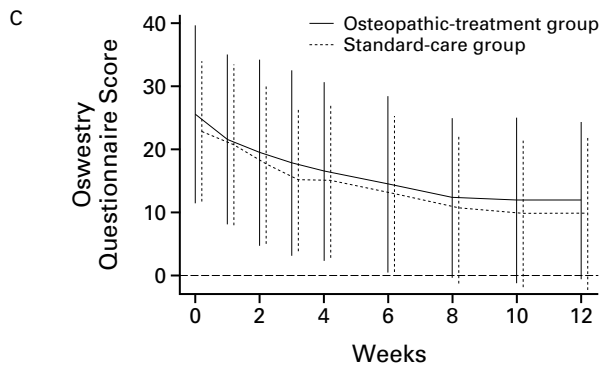 C
Osteopathic-treatment group
Standard-care group
Oswestry
Questionnaire Score
40
30
20
10
0
0 2 4 6 8 10 12
Weeks